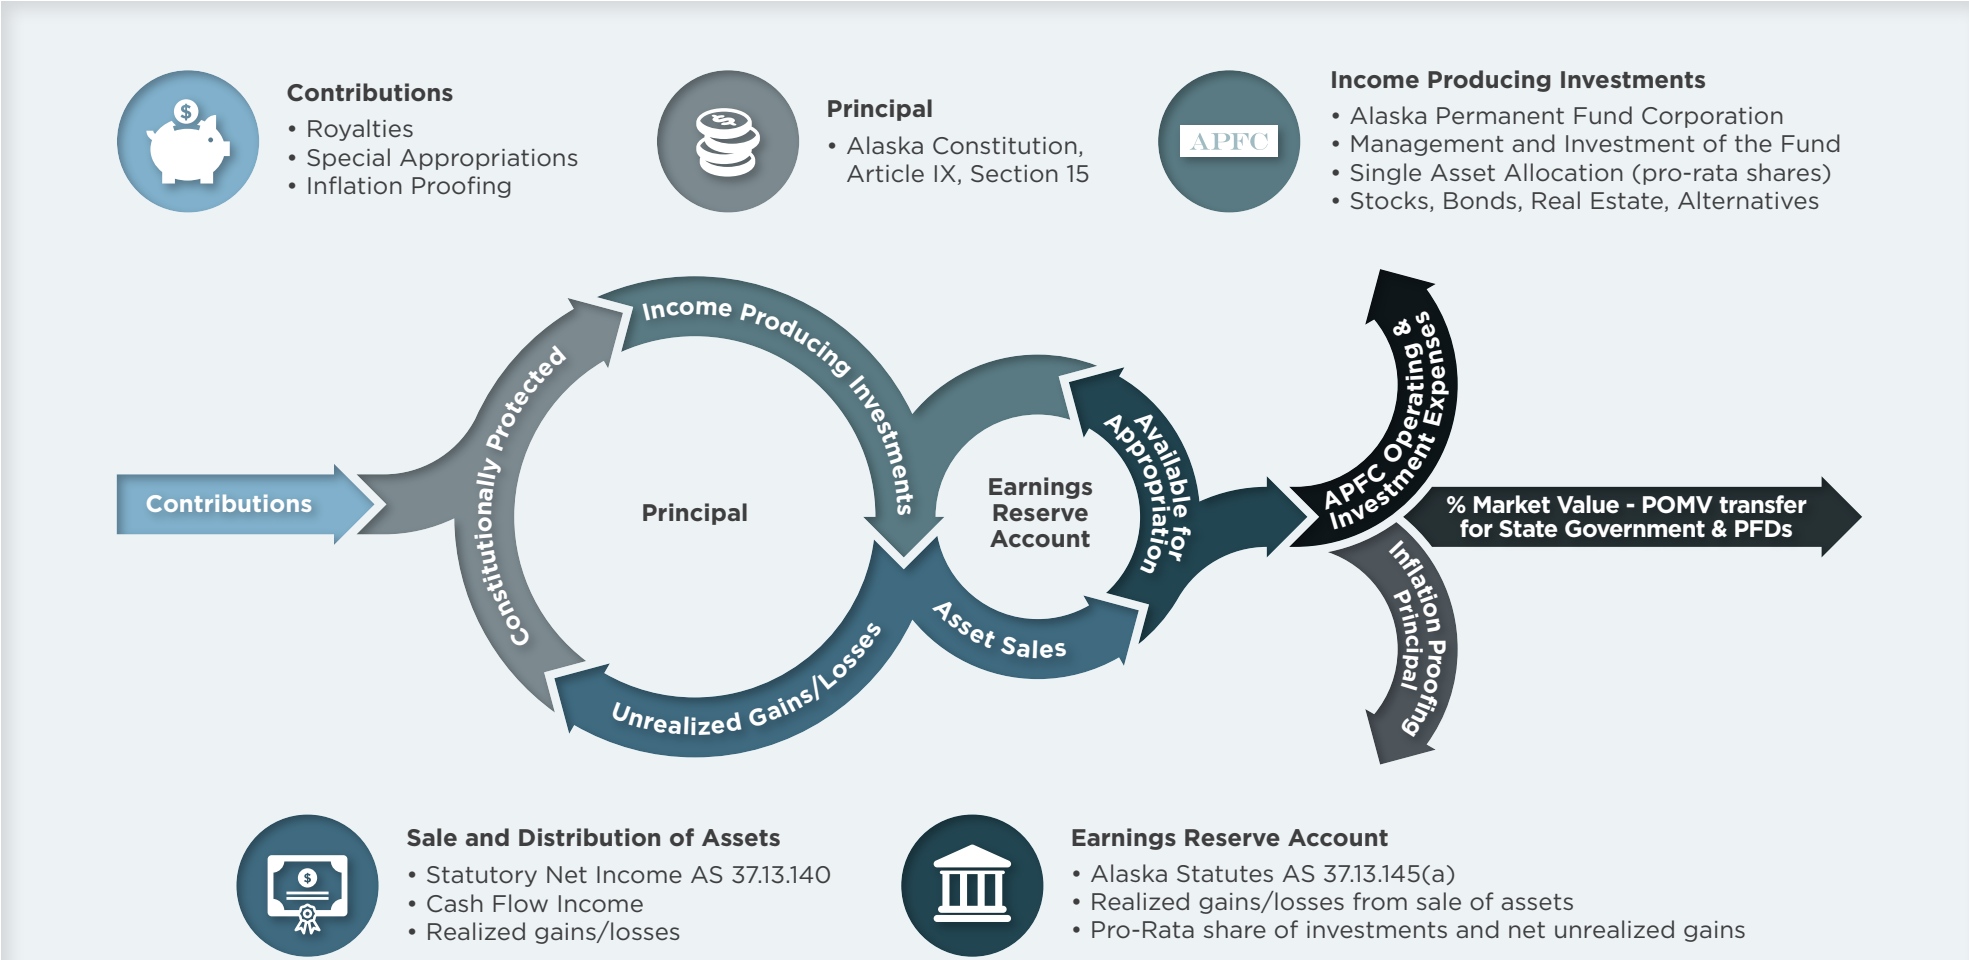 $
Contributions
• Royalties
• Special Appropriations
• Inflation Proofing
$
Principal
• Alaska Constitution,
Article IX, Section 15
APFC
Income Producing Investments
• Alaska Permanent Fund Corporation
• Management and Investment of the Fund
• Single Asset Allocation (pro-rata shares)
• Stocks, Bonds, Real Estate, Alternatives
Contributions
Constitutionally Protected
Income Producing Investments
Principal
Unrealized Gains/Losses
Earnings
Reserve
Account
Asset Sales
Available for
Appropriation
APFC Operating &
Investment Expenses
% Market Value - POMV transfer
for State Government & PFDs
Inflation Proofing
Principal
$
Sale and Distribution of Assets
• Statutory Net Income AS 37.13.140
• Cash Flow Income
• Realized gains/losses
Earnings Reserve Account
• Alaska Statutes AS 37.13.145(a)
• Realized gains/losses from sale of assets
• Pro-Rata share of investments and net unrealized gains